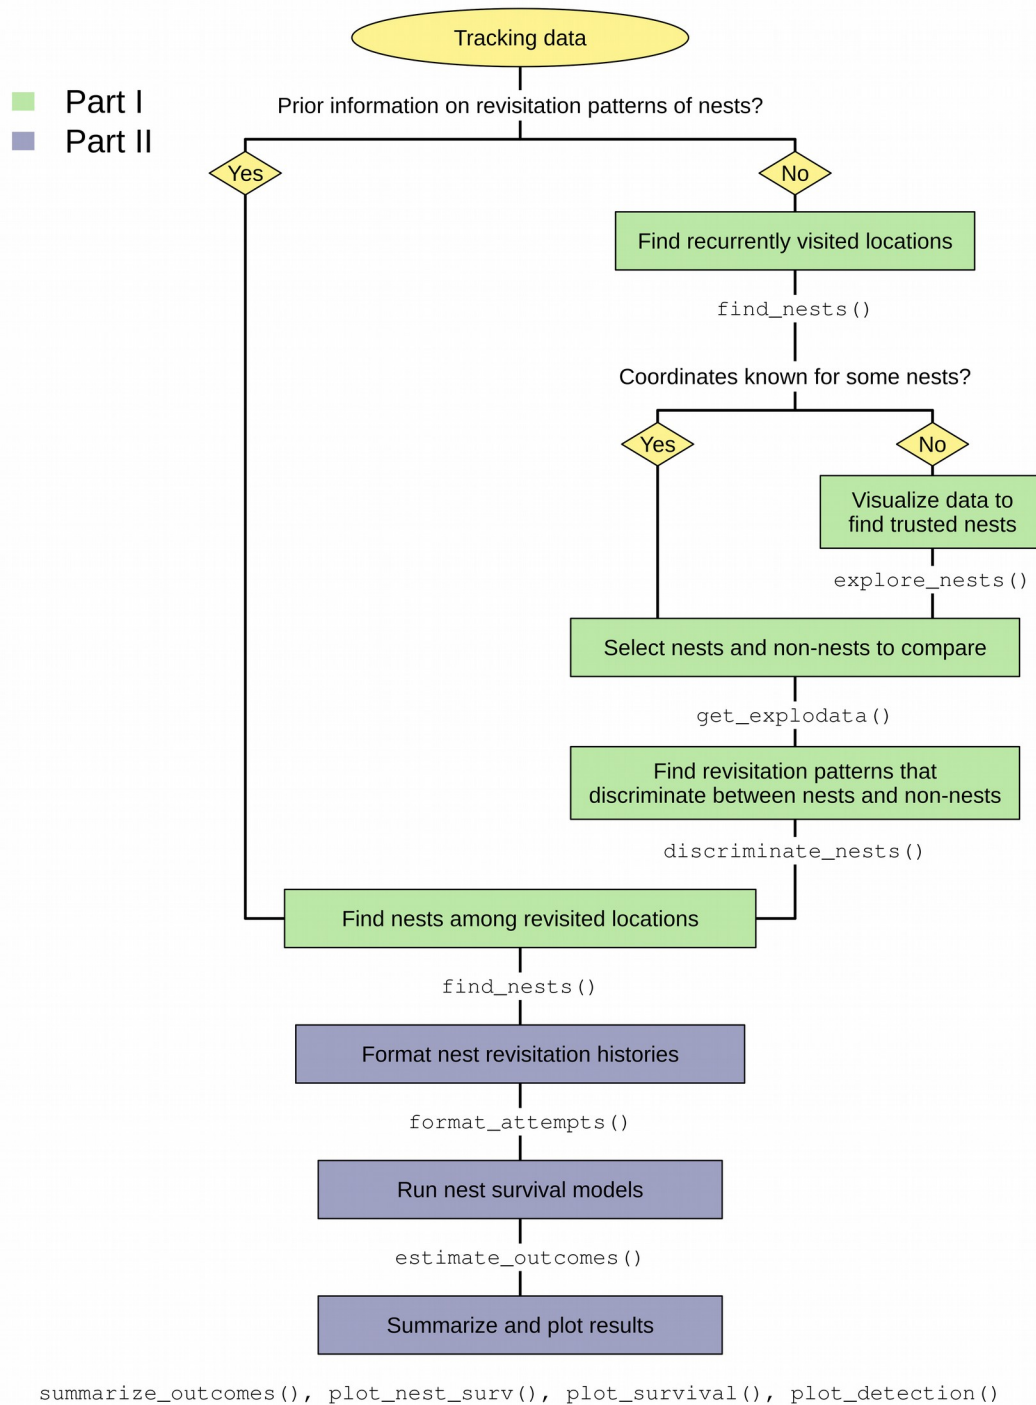 Tracking data
Part I
Part II
Prior information on revisitation patterns of nests?
Yes
No
Find recurrently visited locations
find_nests()
Coordinates known for some nests?
Yes
No
Visualize data to
find trusted nests
explore_nests()
Select nests and non-nests to compare
get_explodata()
Find revisitation patterns that
discriminate between nests and non-nests
discriminate_nests()
Find nests among revisited locations
find_nests()
Format nest revisitation histories
format_attempts()
Run nest survival models
estimate_outcomes()
Summarize and plot results
summarize_outcomes(), plot_nest_surv(), plot_survival(), plot_detection()